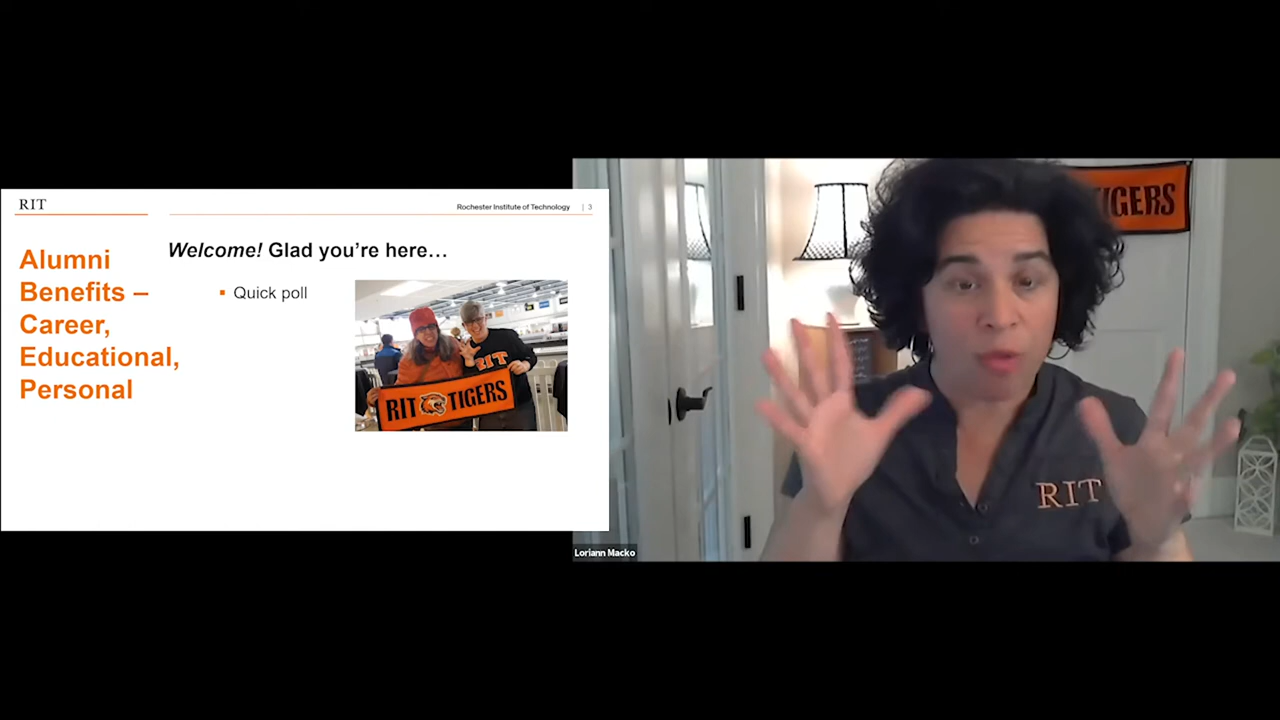 RIT
Rochester Institute of Technology | 3
Alumni
Benefits –
Career,
Educational,
Personal
Welcome! Glad you're here…
▪ Quick poll
RIT
RIT TIGERS
TIGERS
RIT
Loriann Macko